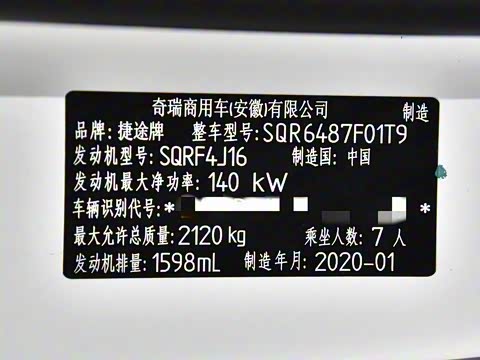 奇瑞商用车(安徽)有限公司 制造
品牌: 捷途牌 整车型号: SQR6487F01T9
发动机型号: SQRF4J16 制造国: 中国
发动机最大净功率: 140 kW
车辆识别代号: * *
最大允许总质量: 2120 kg 乘坐人数: 7 人
发动机排量: 1598mL 制造年月: 2020-01